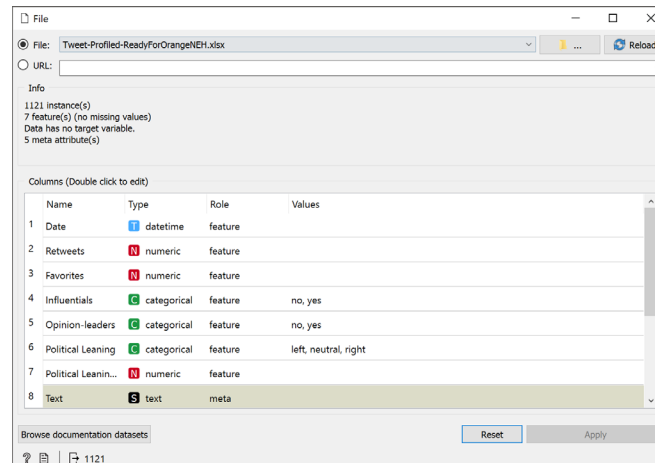 File
File: Tweet-Profiled-ReadyForOrangeNEH.xlsx ... Reload
URL:
Info
1121 instance(s)
7 feature(s) (no missing values)
Data has no target variable.
5 meta attribute(s)
Columns (Double click to edit)
Name Type Role Values
1 Date T datetime feature
2 Retweets N numeric feature
3 Favorites N numeric feature
4 Influentials C categorical feature no, yes
5 Opinion-leaders C categorical feature no, yes
6 Political Leaning C categorical feature left, neutral, right
7 Political Leanin... N numeric feature
8 Text S text meta
Browse documentation datasets Reset Apply
? 1121